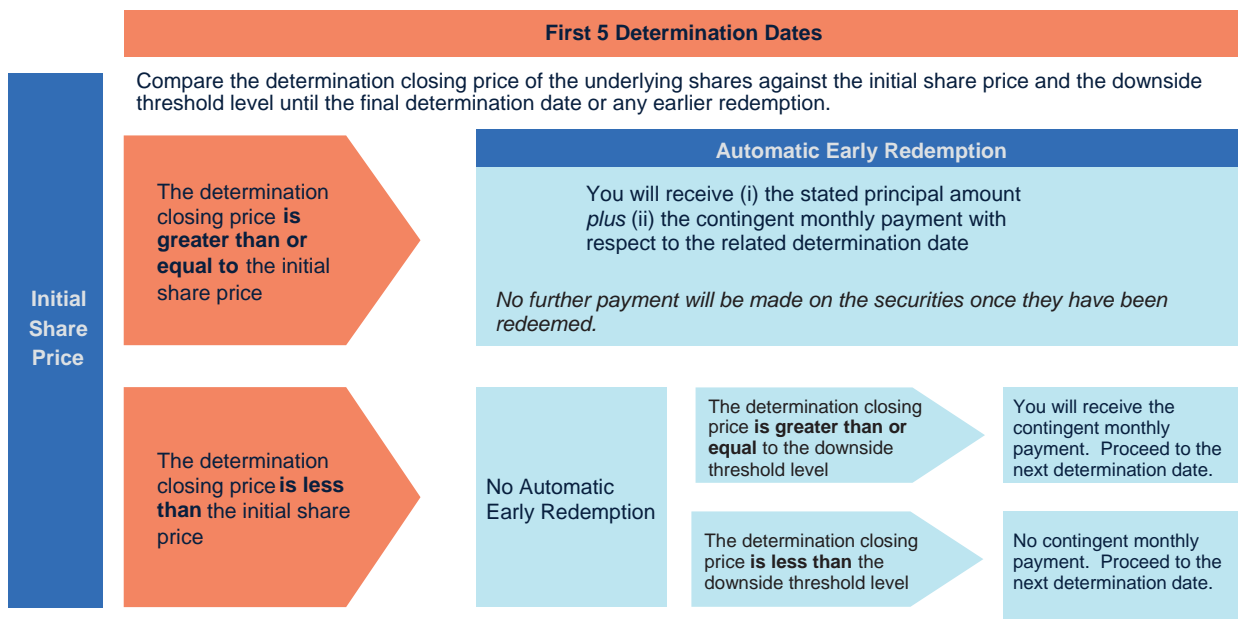 First 5 Determination Dates
Compare the determination closing price of the underlying shares against the initial share price and the downside
threshold level until the final determination date or any earlier redemption.
Initial
Share
Price
The determination
closing price is
greater than or
equal to the initial
share price
Automatic Early Redemption
You will receive (i) the stated principal amount
plus (ii) the contingent monthly payment with
respect to the related determination date
No further payment will be made on the securities once they have been
redeemed.
The determination
closing price is less
than the initial share
price
No Automatic
Early Redemption
The determination closing
price is greater than or
equal to the downside
threshold level
You will receive the
contingent monthly
payment. Proceed to the
next determination date.
The determination closing
price is less than the
downside threshold level
No contingent monthly
payment. Proceed to the
next determination date.